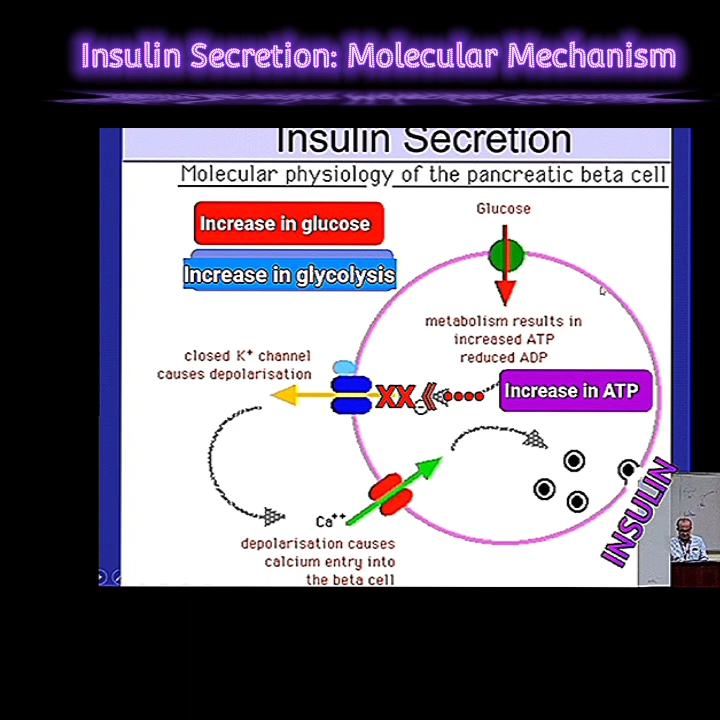 Insulin Secretion: Molecular Mechanism
Insulin Secretion
Molecular physiology of the pancreatic beta cell
Increase in glucose
Increase in glycolysis
Glucose
metabolism results in
increased ATP
reduced ADP
closed K⁺ channel
causes depolarisation
XX
Increase in ATP
Ca⁺⁺
depolarisation causes
calcium entry into
the beta cell
INSULIN